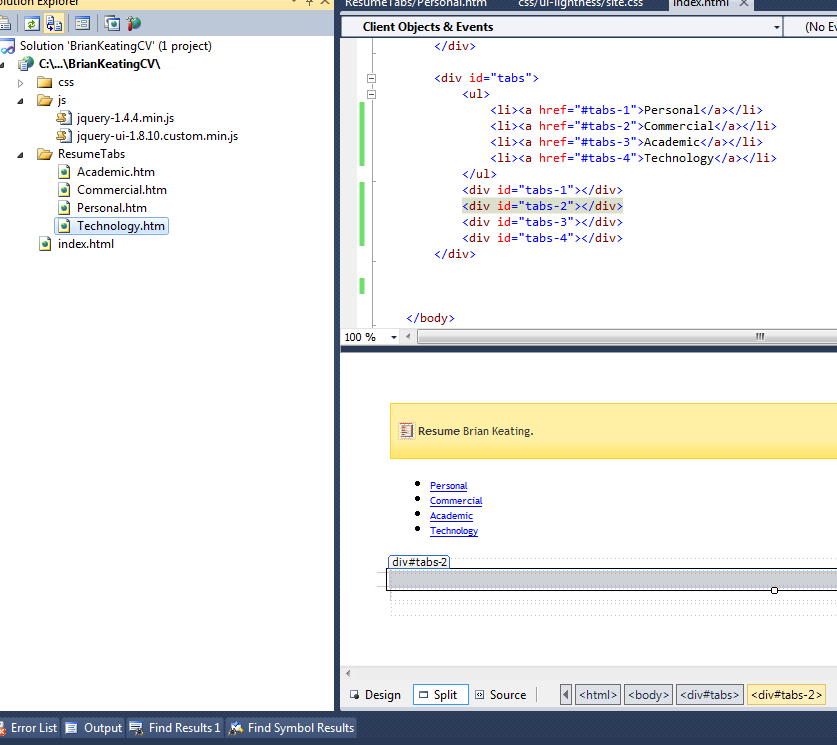 olution Explorer
Solution 'BrianKeatingCV' (1 project)
C:\...\BrianKeatingCV\
css
js
jquery-1.4.4.min.js
jquery-ui-1.8.10.custom.min.js
ResumeTabs
Academic.htm
Commercial.htm
Personal.htm
Technology.htm
index.html
ResumeTabs/Personal.htm css/ui-lightness/site.css index.html
Client Objects & Events (No Ev
</div>
<div id="tabs">
<ul>
<li><a href="#tabs-1">Personal</a></li>
<li><a href="#tabs-2">Commercial</a></li>
<li><a href="#tabs-3">Academic</a></li>
<li><a href="#tabs-4">Technology</a></li>
</ul>
<div id="tabs-1"></div>
<div id="tabs-2"></div>
<div id="tabs-3"></div>
<div id="tabs-4"></div>
</div>
</body>
100 %
Resume Brian Keating.
Personal
Commercial
Academic
Technology
div#tabs-2
Design Split Source <html> <body> <div#tabs> <div#tabs-2>
Error List Output Find Results 1 Find Symbol Results